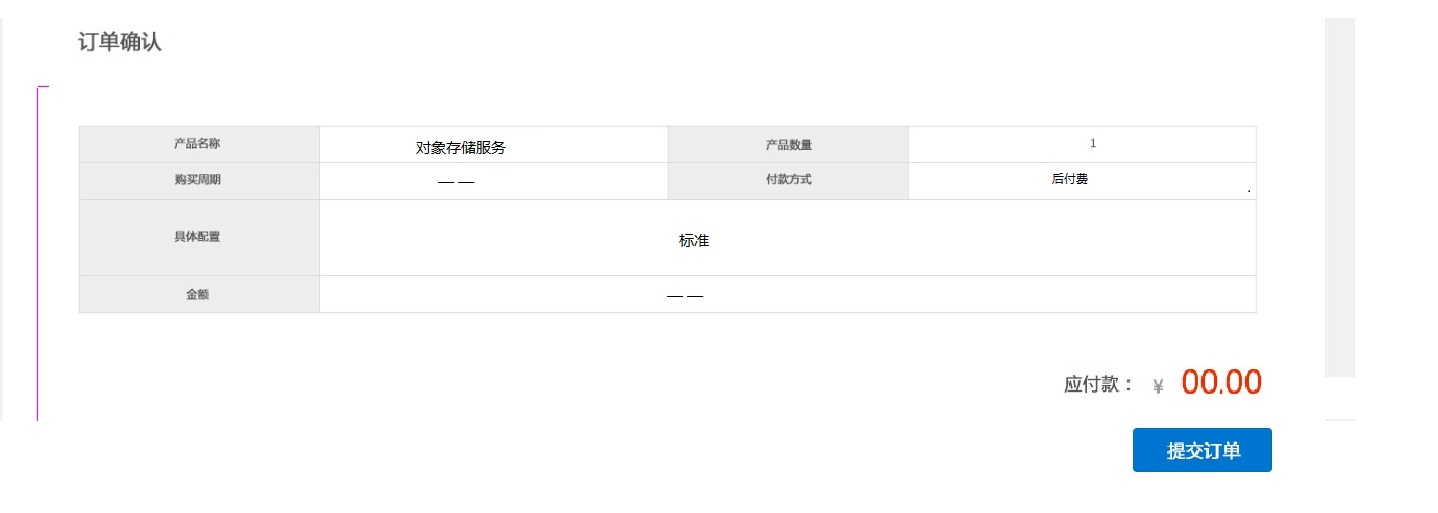 订单确认
产品名称 对象存储服务 产品数量 1
购买周期 — — 付款方式 后付费 .
具体配置 标准
金额 — —
应付款： ¥ 00.00
提交订单